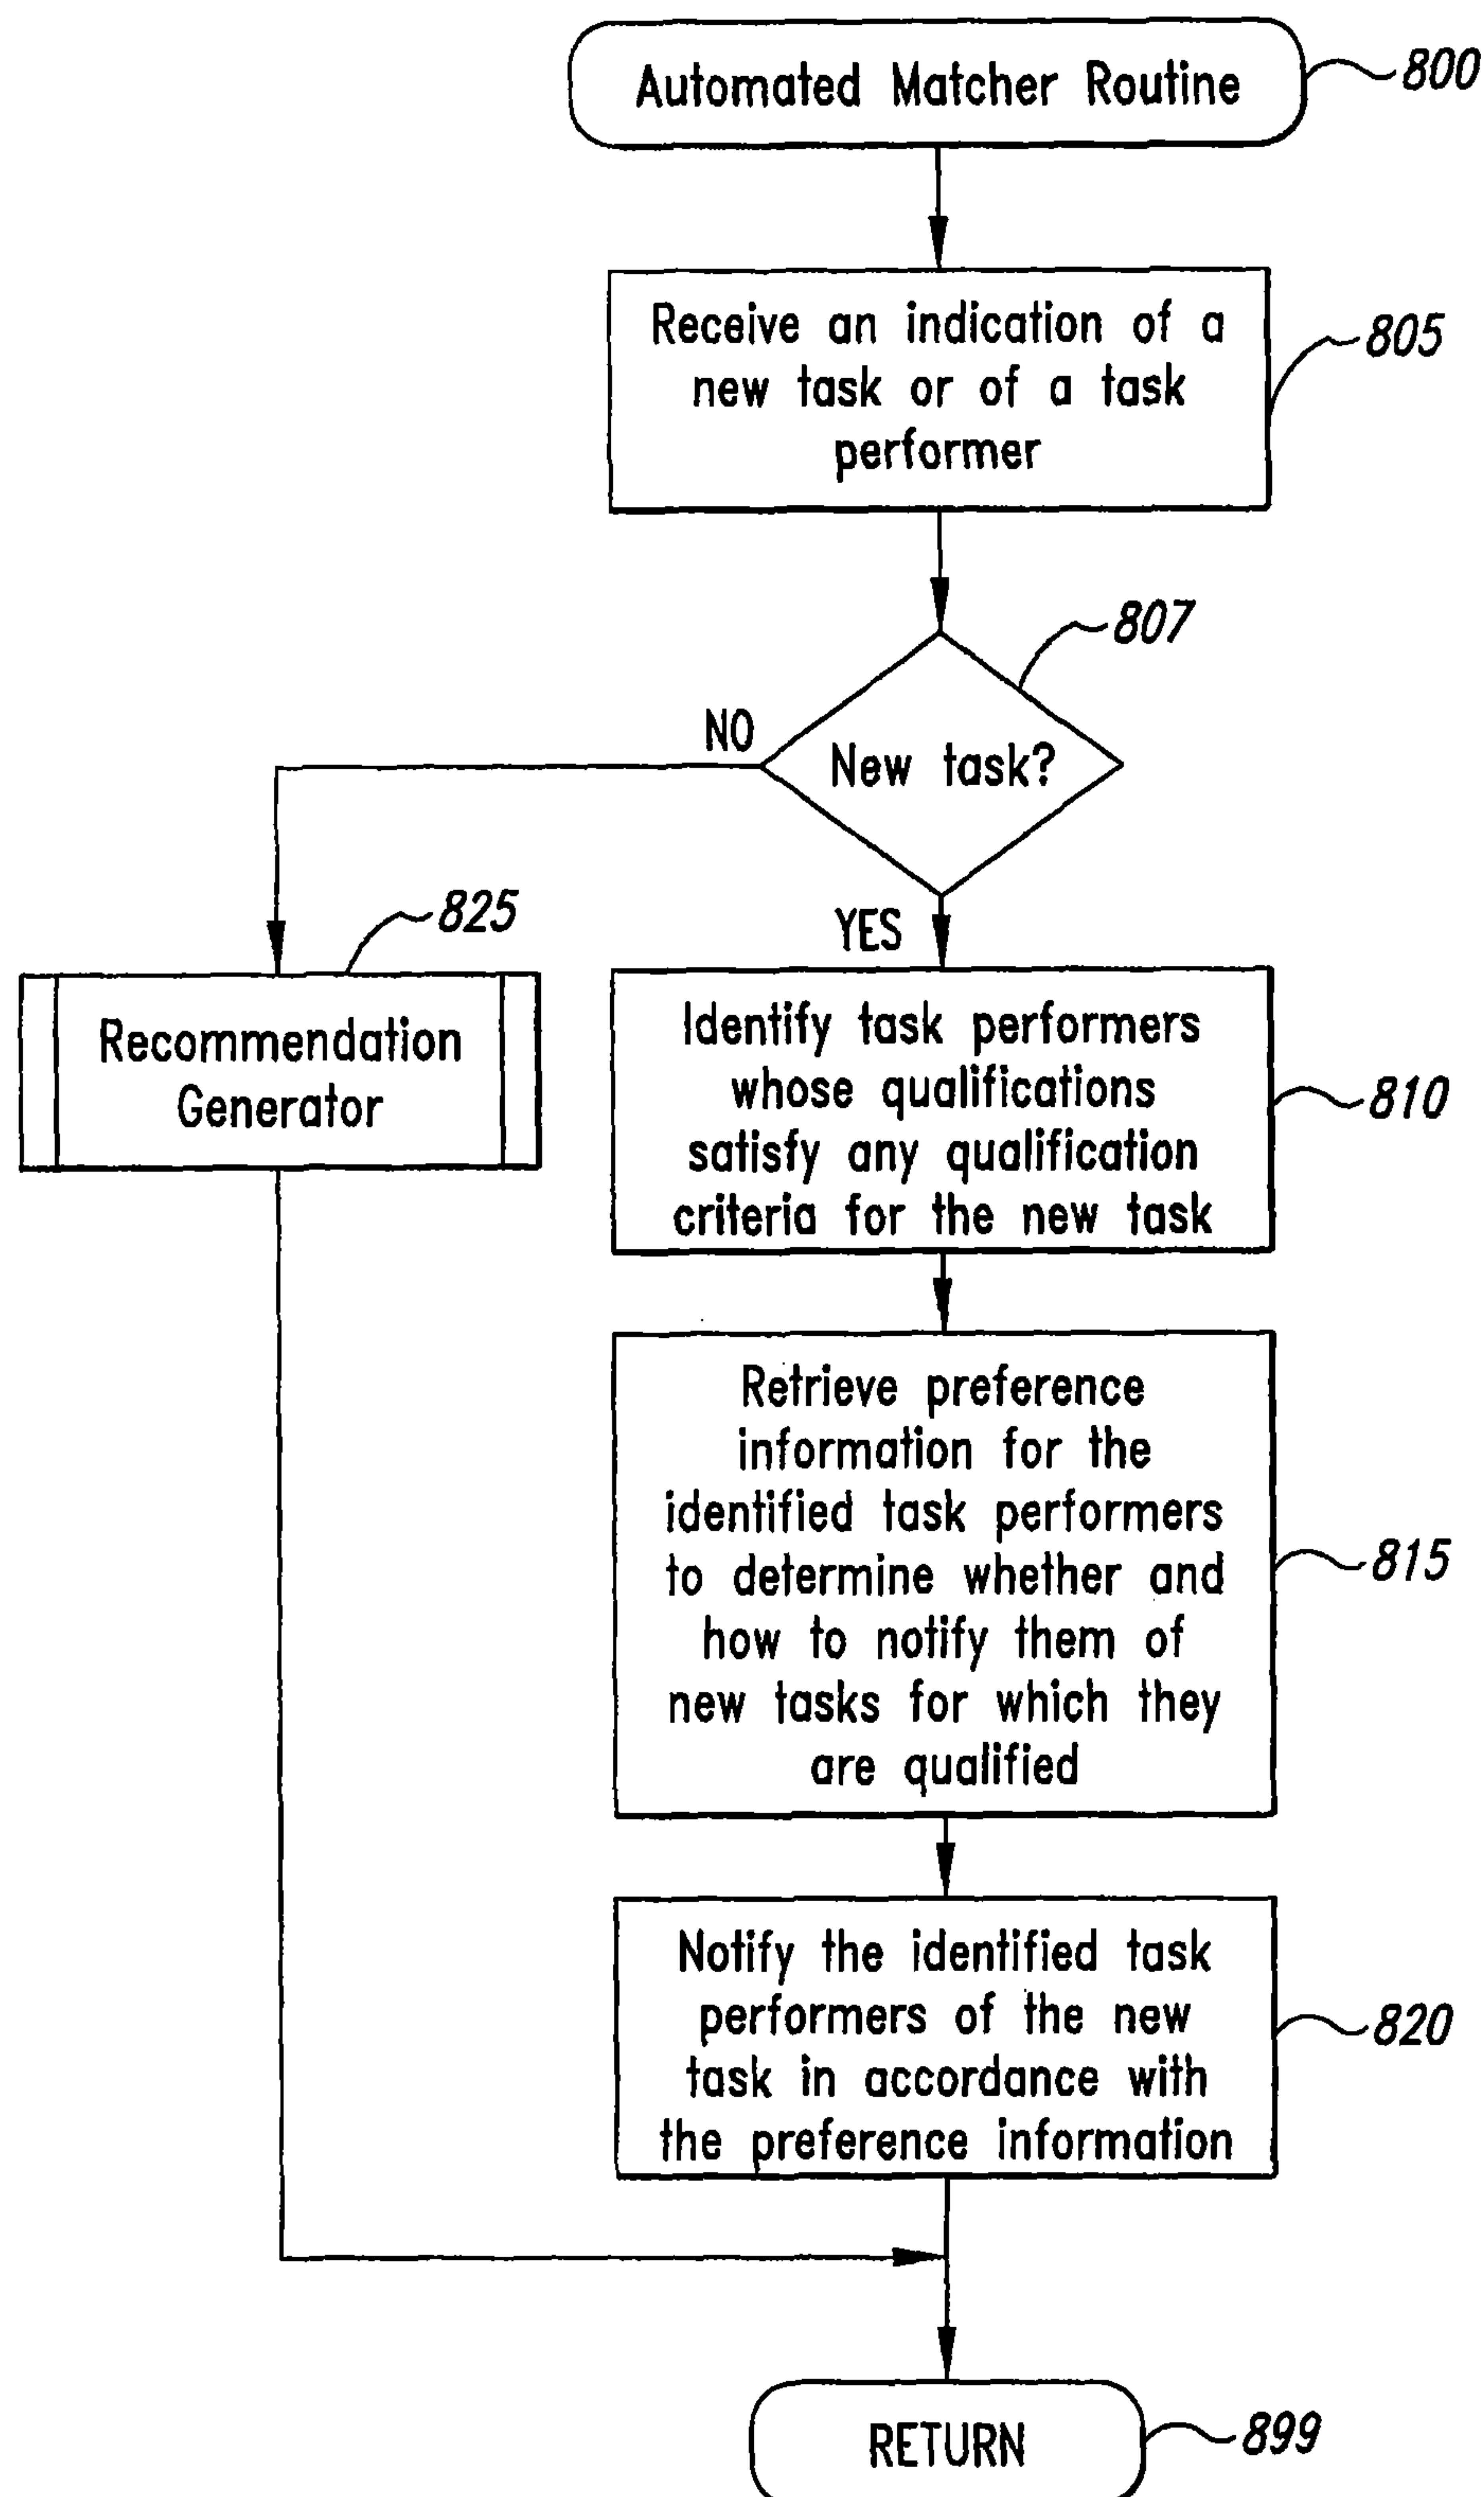 Automated Matcher Routine
800
Receive an indication of a
new task or of a task
performer
805
807
NO
New task?
YES
825
Recommendation
Generator
Identify task performers
whose qualifications
satisfy any qualification
criteria for the new task
810
Retrieve preference
information for the
identified task performers
to determine whether and
how to notify them of
new tasks for which they
are qualified
815
Notify the identified task
performers of the new
task in accordance with
the preference information
820
RETURN
899